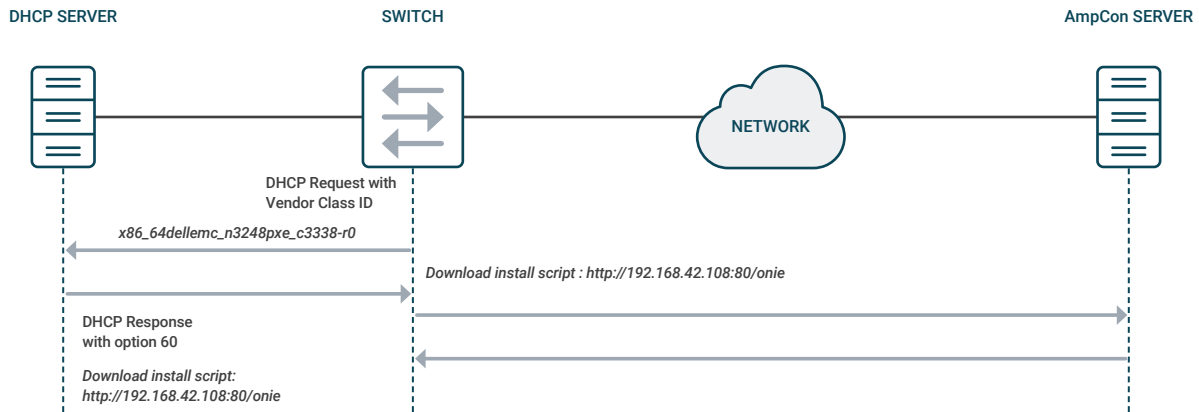 DHCP SERVER
SWITCH
AmpCon SERVER
NETWORK
DHCP Request with
Vendor Class ID
x86_64dellemc_n3248pxe_c3338-r0
Download install script : http://192.168.42.108:80/onie
DHCP Response
with option 60
Download install script:
http://192.168.42.108:80/onie